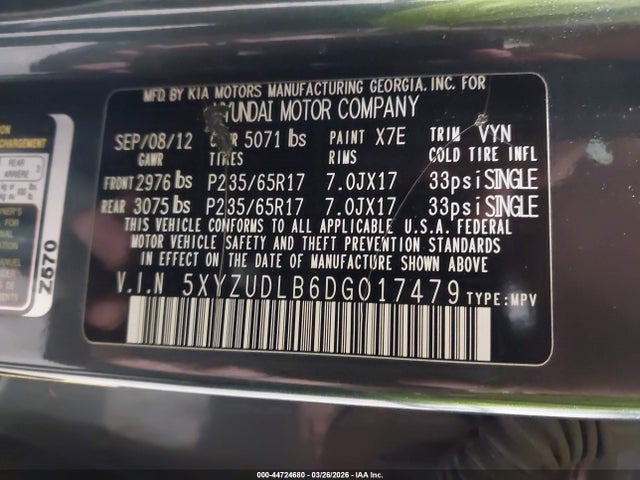 MFD. BY KIA MOTORS MANUFACTURING GEORGIA, INC. FOR
HYUNDAI MOTOR COMPANY
SEP/08/12 GVWR 5071 lbs PAINT X7E TRIM VYN
GAWR TIRES RIMS COLD TIRE INFL
FRONT 2976 lbs P235/65R17 7.0JX17 33psi SINGLE
REAR 3075 lbs P235/65R17 7.0JX17 33psi SINGLE
THIS VEHICLE CONFORMS TO ALL APPLICABLE U.S.A. FEDERAL
MOTOR VEHICLE SAFETY AND THEFT PREVENTION STANDARDS
IN EFFECT ON THE DATE OF MANUFACTURE SHOWN ABOVE
V.I.N 5XYZUDLB6DG017479 TYPE:MPV
REAR
ARRIÈRE
Z670
000-44724680 - 03/26/2026 - IAA Inc.